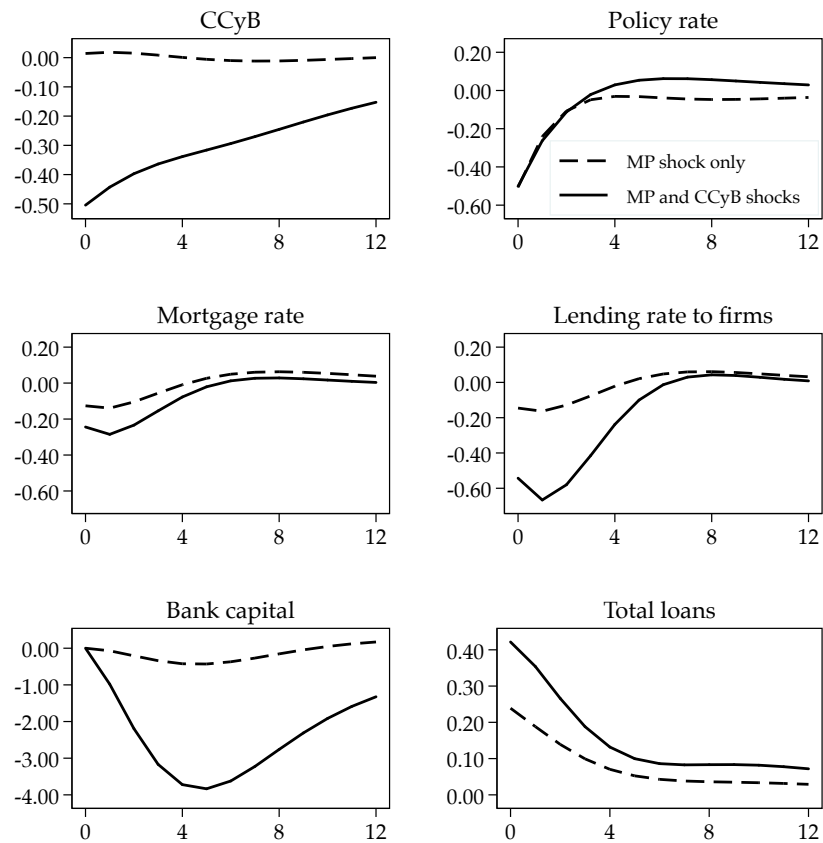 CCyB
0.00
-0.10
-0.20
-0.30
-0.40
-0.50
0 4 8 12
Policy rate
0.20
0.00
-0.20
-0.40
-0.60
MP shock only
MP and CCyB shocks
0 4 8 12
Mortgage rate
0.20
0.00
-0.20
-0.40
-0.60
0 4 8 12
Lending rate to firms
0.20
0.00
-0.20
-0.40
-0.60
0 4 8 12
Bank capital
0.00
-1.00
-2.00
-3.00
-4.00
0 4 8 12
Total loans
0.40
0.30
0.20
0.10
0.00
0 4 8 12